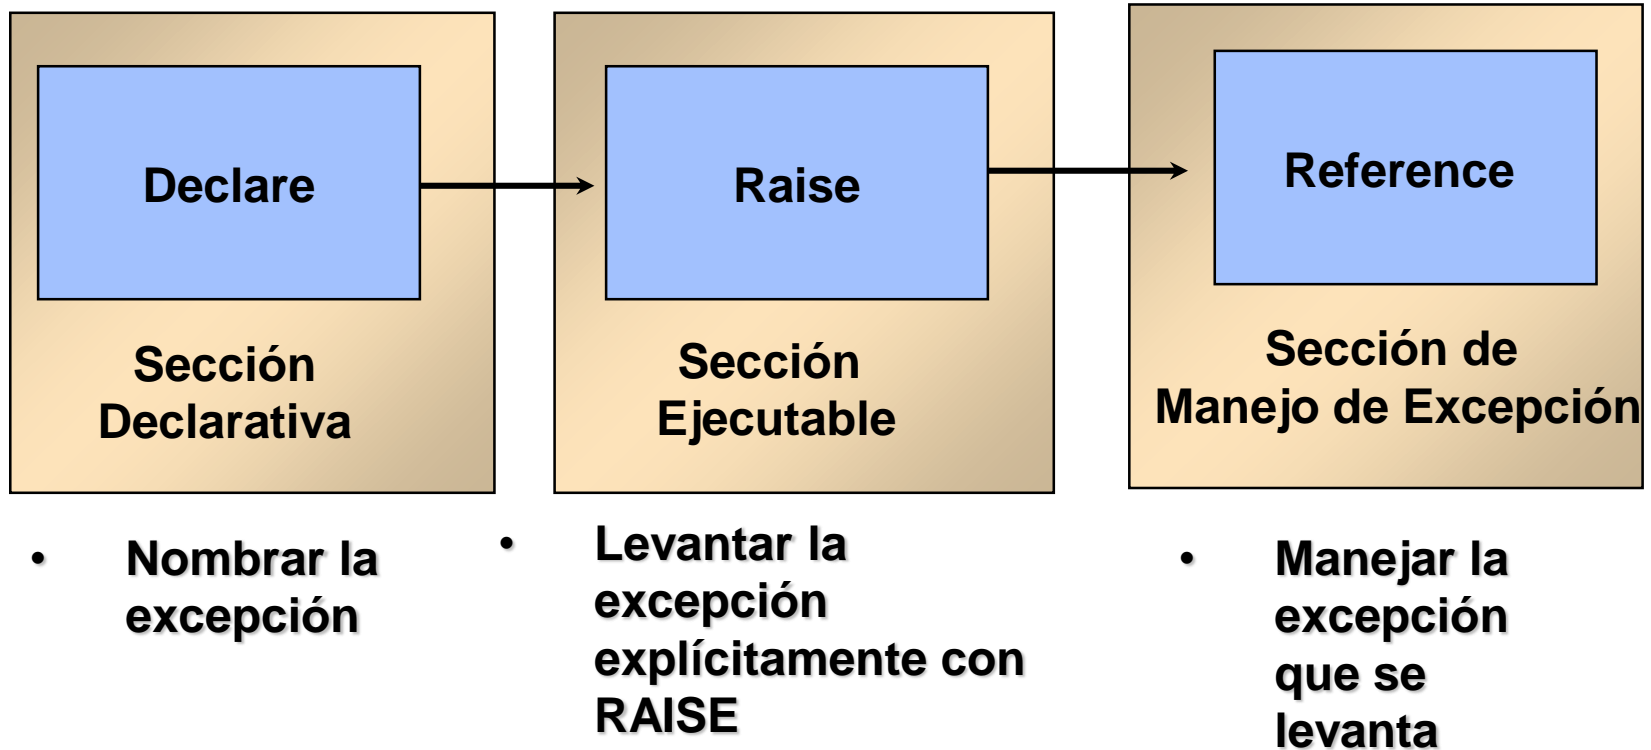 Declare
Sección
Declarativa
• Nombrar la
excepción
Raise
Sección
Ejecutable
• Levantar la
excepción
explícitamente con
RAISE
Reference
Sección de
Manejo de Excepción
• Manejar la
excepción
que se
levanta